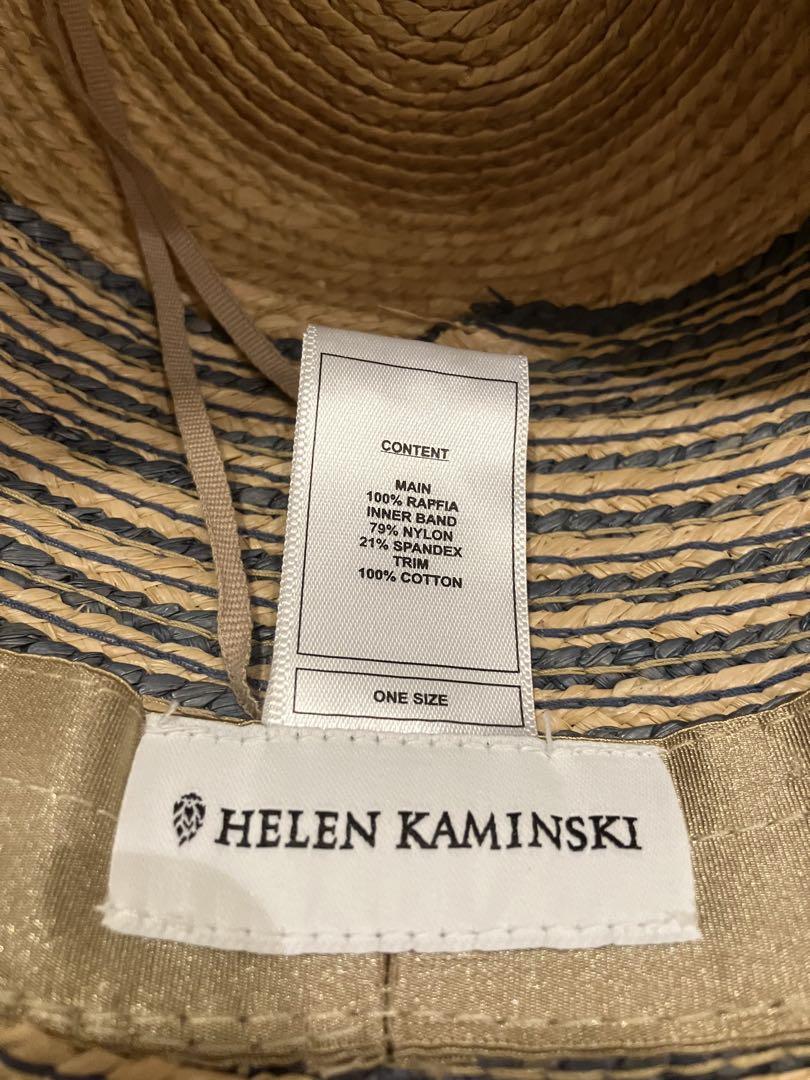 CONTENT
MAIN
100% RAFFIA
INNER BAND
79% NYLON
21% SPANDEX
TRIM
100% COTTON
ONE SIZE
HELEN KAMINSKI